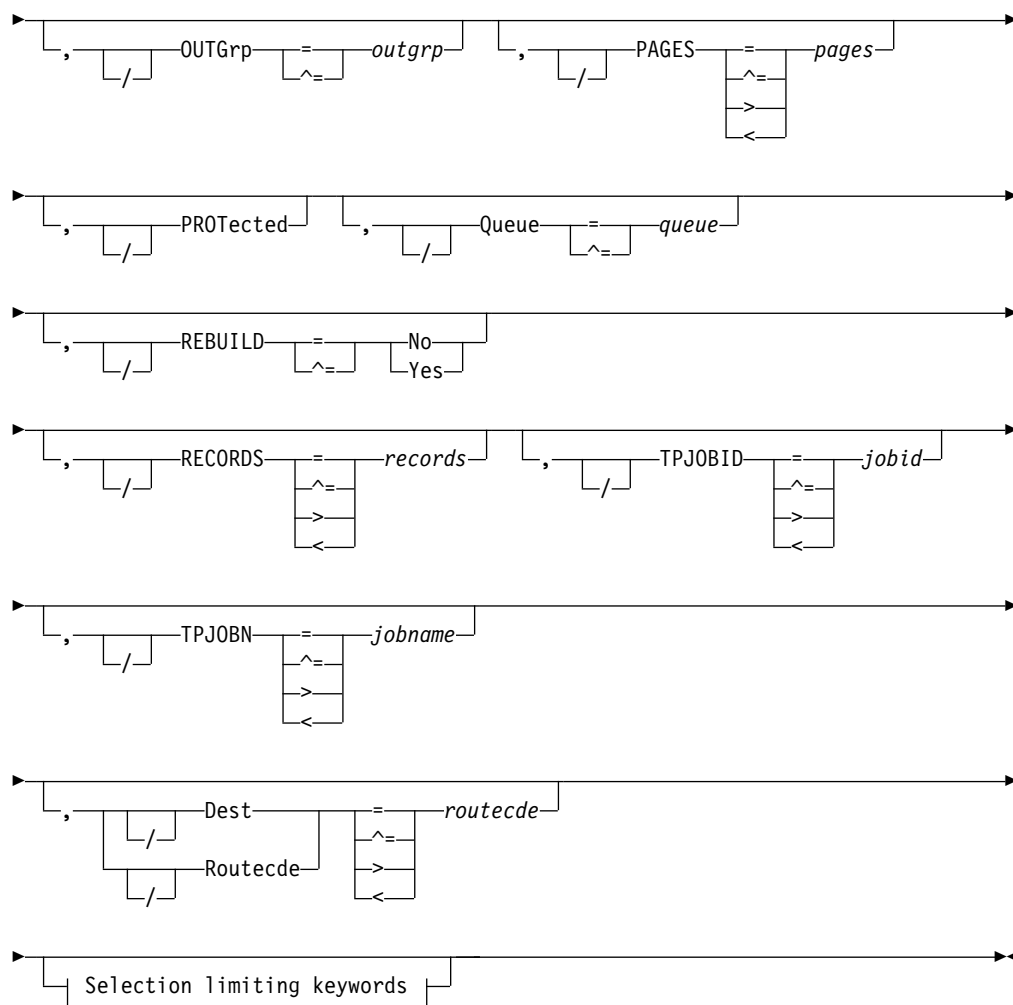 , / OUTGrp = outgrp , / PAGES = pages
^= ^=
>
<
, / PROTected , / Queue = queue
^=
, / REBUILD = No
^= Yes
, / RECORDS = records , / TPJOBID = jobid
^= ^=
> >
< <
, / TPJOBN = jobname
^=
>
<
, / Dest = routecde
^=
/ Routecde >
<
Selection limiting keywords